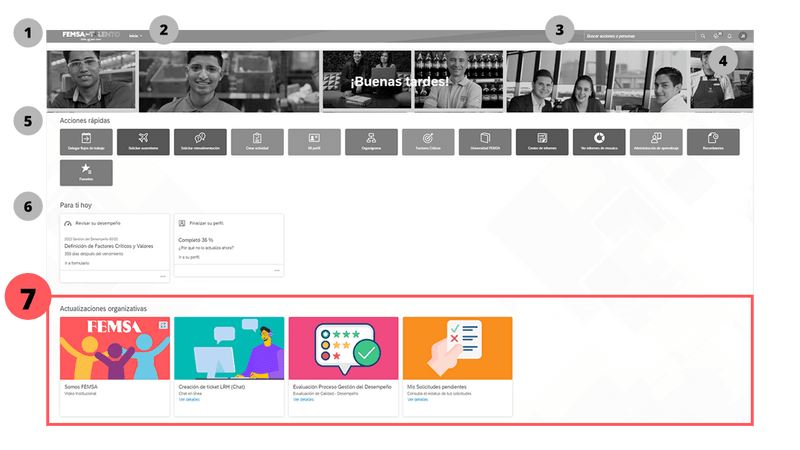 1
2
3
4
FEMSA TALENTO
Inicio
Buscar acciones o personas
¡Buenas tardes!
5
Acciones rápidas
Delegar flujos de trabajo
Solicitar ausentismo
Solicitar retroalimentación
Crear actividad
Mi perfil
Organigrama
Factores Críticos
Universidad FEMSA
Centro de informes
Ver informes de mosaico
Administración de aprendizaje
Recordatorios
Favoritos
6
Para ti hoy
Revisar su desempeño
2022 Gestión del Desempeño
Definición de Factores Críticos y Valores
días después del vencimiento
Ir a formulario
Finalizar su perfil
Completó 36 %
¿Por qué no lo actualiza ahora?
Ir a su perfil
7
Actualizaciones organizativas
FEMSA
Somos FEMSA
Video Institucional
Creación de ticket LRH (Chat)
Chat en línea
Ver detalles
Evaluación Proceso Gestión del Desempeño
Evaluación de Calidad - Desempeño
Ver detalles
Mis Solicitudes pendientes
Consulta el estatus de tus solicitudes
Ver detalles